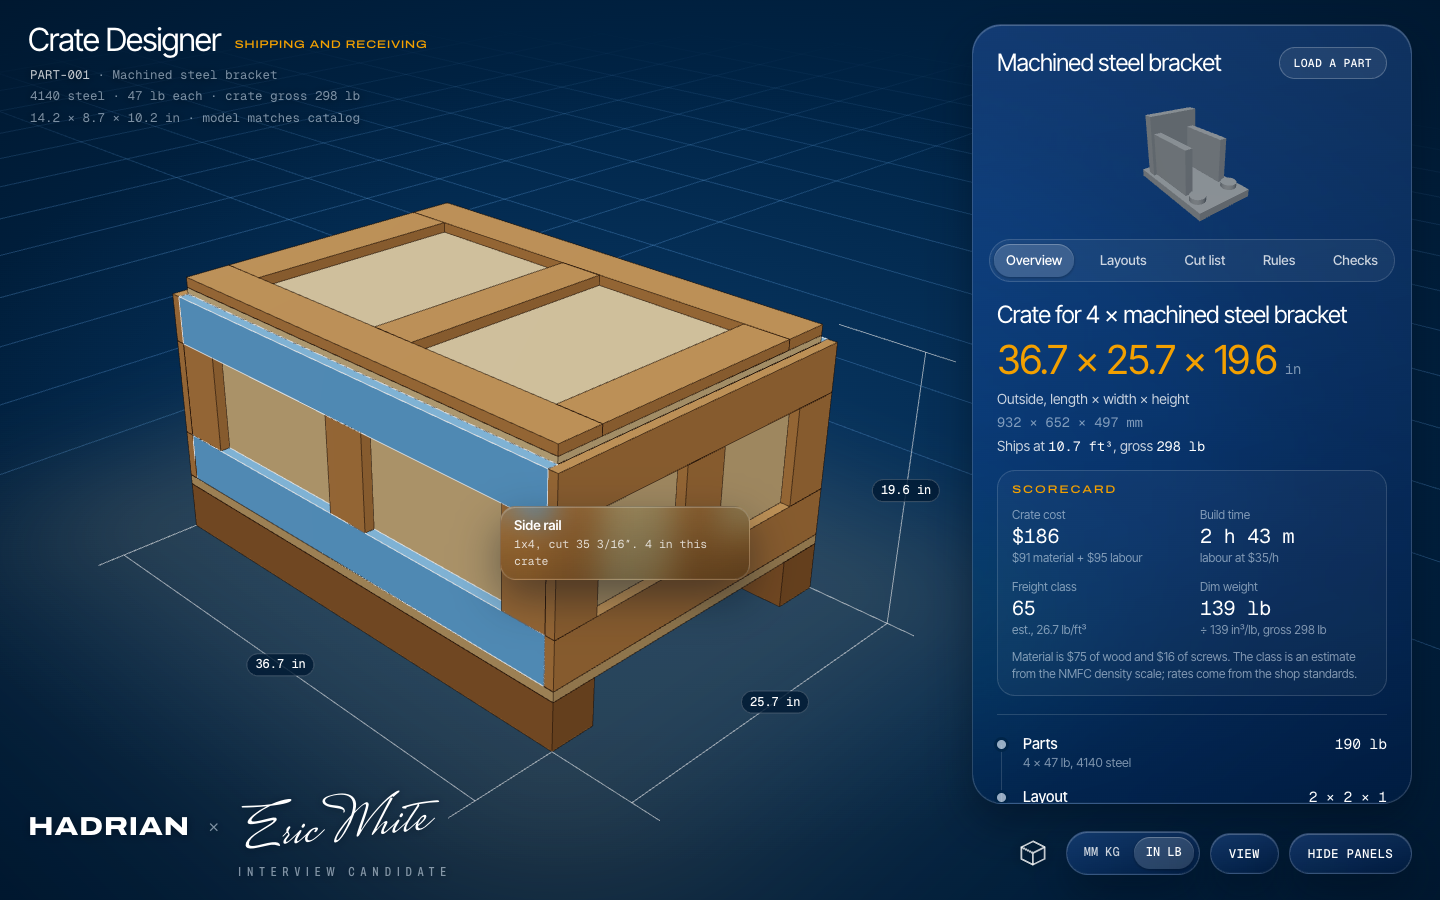 Crate Designer SHIPPING AND RECEIVING
PART-001 · Machined steel bracket
4140 steel · 47 lb each · crate gross 298 lb
14.2 × 8.7 × 10.2 in · model matches catalog
Side rail
1x4, cut 35 3/16". 4 in this
crate
19.6 in
36.7 in
25.7 in
HADRIAN × Eric White
INTERVIEW CANDIDATE
Machined steel bracket
LOAD A PART
Overview Layouts Cut list Rules Checks
Crate for 4 × machined steel bracket
36.7 × 25.7 × 19.6 in
Outside, length × width × height
932 × 652 × 497 mm
Ships at 10.7 ft³, gross 298 lb
SCORECARD
Crate cost
$186
$91 material + $95 labour
Build time
2 h 43 m
labour at $35/h
Freight class
65
est., 26.7 lb/ft³
Dim weight
139 lb
÷ 139 in³/lb, gross 298 lb
Material is $75 of wood and $16 of screws. The class is an estimate
from the NMFC density scale; rates come from the shop standards.
Parts 190 lb
4 × 47 lb, 4140 steel
Layout 2 × 2 × 1
MM KG IN LB VIEW HIDE PANELS